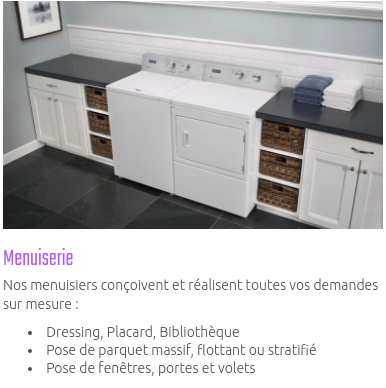 Menuiserie
Nos menuisiers conçoivent et réalisent toutes vos demandes
sur mesure :
• Dressing, Placard, Bibliothèque
• Pose de parquet massif, flottant ou stratifié
• Pose de fenêtres, portes et volets